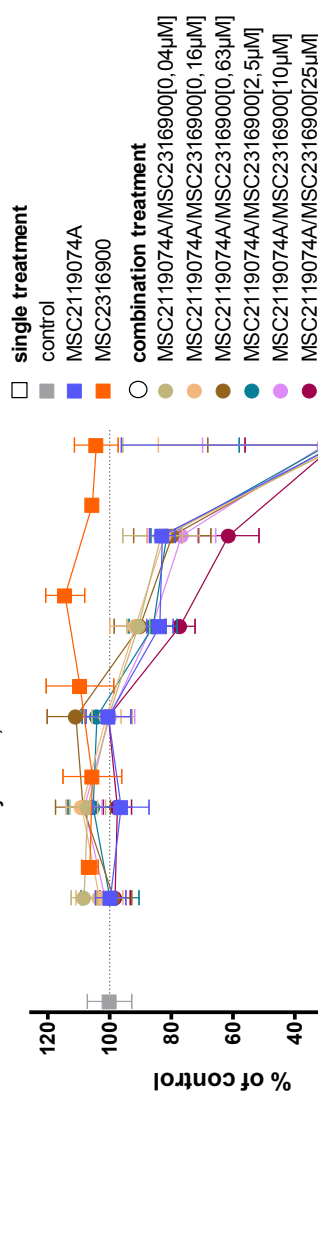 single treatment
control
MSC2119074A
MSC2316900
combination treatment
MSC2119074A/MSC2316900[0,04µM]
MSC2119074A/MSC2316900[0,16µM]
MSC2119074A/MSC2316900[0,63µM]
MSC2119074A/MSC2316900[2,5µM]
MSC2119074A/MSC2316900[10µM]
MSC2119074A/MSC2316900[25µM]
120
100
80
60
40
% of control